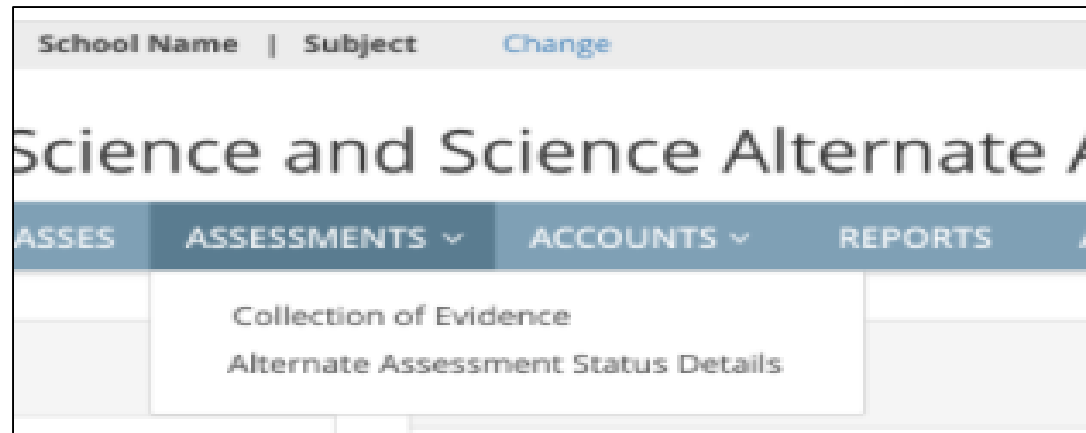 School Name | Subject Change
Science and Science Alternate A
ASSES ASSESSMENTS ACCOUNTS REPORTS A
Collection of Evidence
Alternate Assessment Status Details